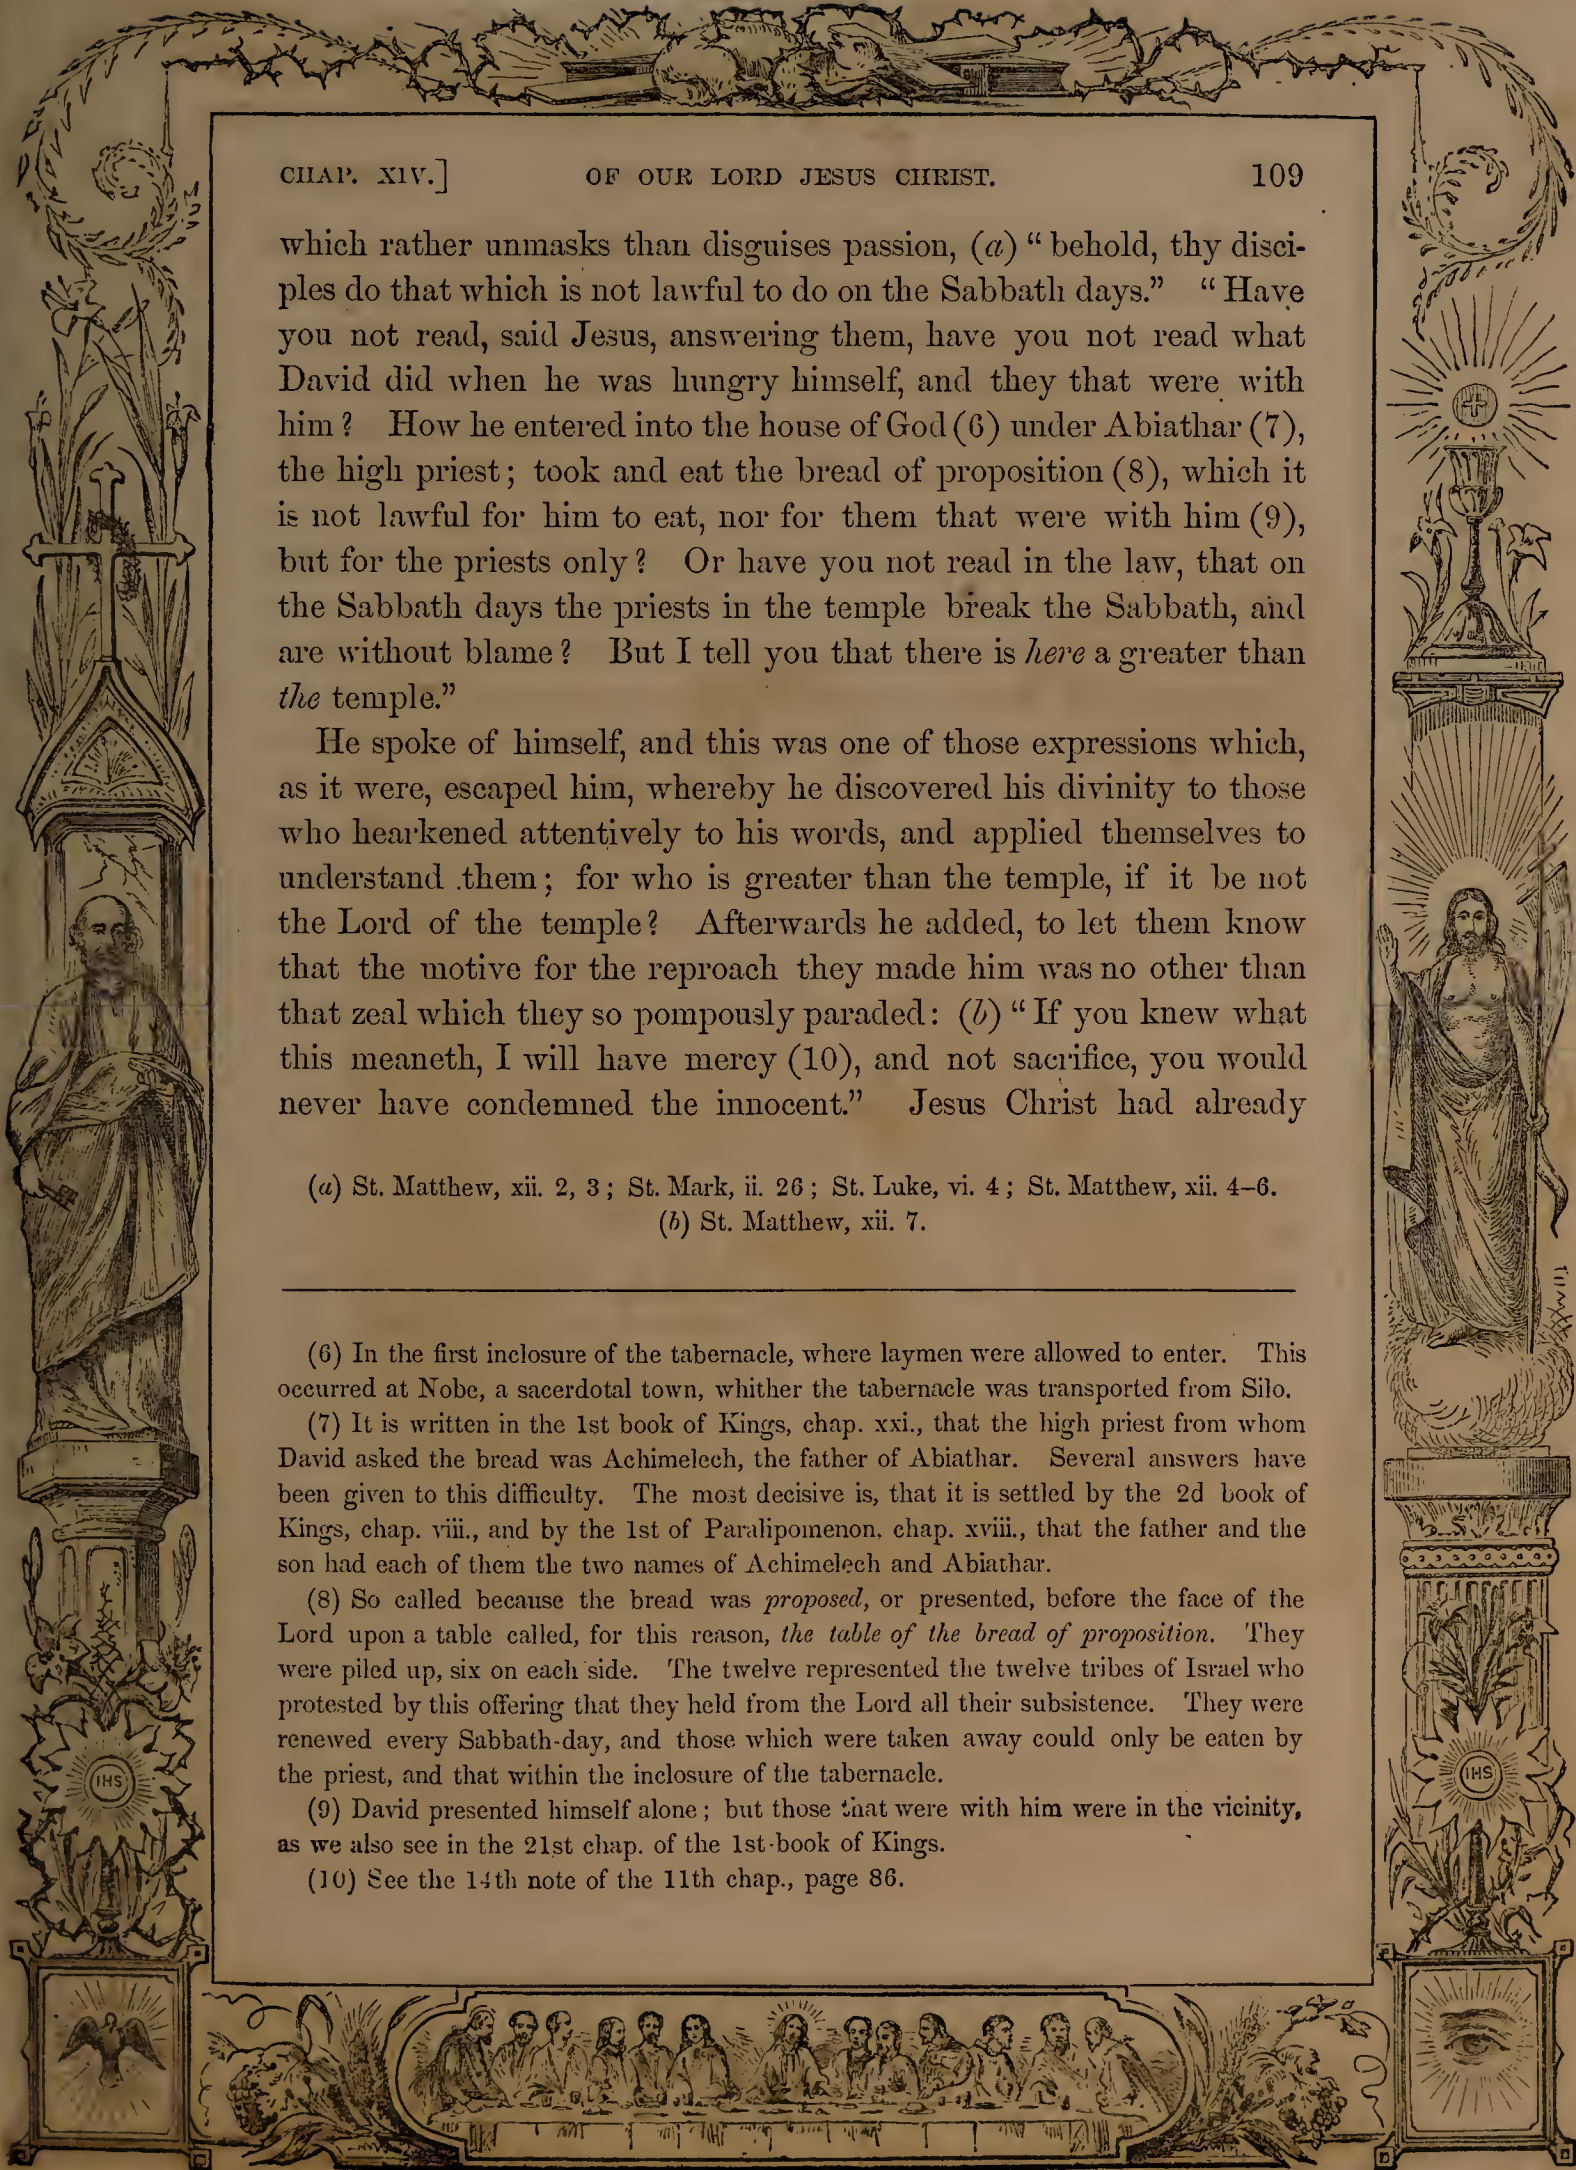 CHAP. XIV.] OF OUR LORD JESUS CHRIST. 109
which rather unmasks than disguises passion, (a) “ behold, thy disci-
ples do that which is not lawful to do on the Sabbath days.” “ Have
you not read, said Jesus, answering them, have you not read what
David did when he was hungry himself, and they that were with
him ? How he entered into the house of God (6) under Abiathar (7),
the high priest ; took and eat the bread of proposition (8), which it
is not lawful for him to eat, nor for them that were with him (9),
but for the priests only ? Or have you not read in the law, that on
the Sabbath days the priests in the temple break the Sabbath, and
are without blame ? But I tell you that there is here a greater than
the temple.”
He spoke of himself, and this was one of those expressions which,
as it were, escaped him, whereby he discovered his divinity to those
who hearkened attentively to his words, and applied themselves to
understand them ; for who is greater than the temple, if it be not
the Lord of the temple ? Afterwards he added, to let them know
that the motive for the reproach they made him was no other than
that zeal which they so pompously paraded : (b) “ If you knew what
this meaneth, I will have mercy (10), and not sacrifice, you would
never have condemned the innocent.” Jesus Christ had already
(a) St. Matthew, xii. 2, 3 ; St. Mark, ii. 26 ; St. Luke, vi. 4 ; St. Matthew, xii. 4–6.
(b) St. Matthew, xii. 7.
(6) In the first inclosure of the tabernacle, where laymen were allowed to enter. This
occurred at Nobe, a sacerdotal town, whither the tabernacle was transported from Silo.
(7) It is written in the 1st book of Kings, chap. xxi., that the high priest from whom
David asked the bread was Achimelech, the father of Abiathar. Several answers have
been given to this difficulty. The most decisive is, that it is settled by the 2d book of
Kings, chap. viii., and by the 1st of Paralipomenon, chap. xviii., that the father and the
son had each of them the two names of Achimelech and Abiathar.
(8) So called because the bread was proposed, or presented, before the face of the
Lord upon a table called, for this reason, the table of the bread of proposition. They
were piled up, six on each side. The twelve represented the twelve tribes of Israel who
protested by this offering that they held from the Lord all their subsistence. They were
renewed every Sabbath-day, and those which were taken away could only be eaten by
the priest, and that within the inclosure of the tabernacle.
(9) David presented himself alone ; but those that were with him were in the vicinity,
as we also see in the 21st chap. of the 1st book of Kings.
(10) See the 14th note of the 11th chap., page 86.
IHS
IHS